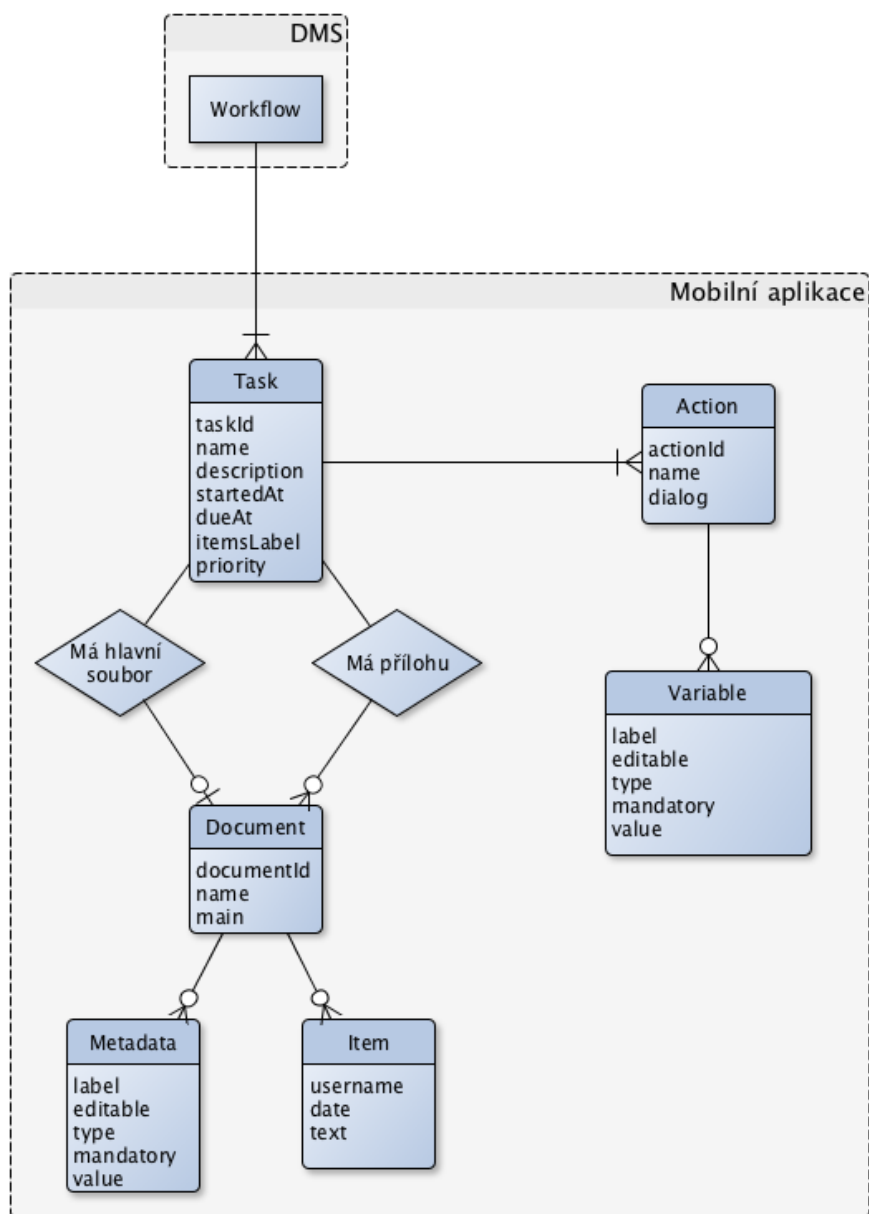 DMS
Workflow
Mobilní aplikace
Task
taskId
name
description
startedAt
dueAt
itemsLabel
priority
Action
actionId
name
dialog
Má hlavní
soubor
Má přílohu
Variable
label
editable
type
mandatory
value
Document
documentId
name
main
Metadata
label
editable
type
mandatory
value
Item
username
date
text